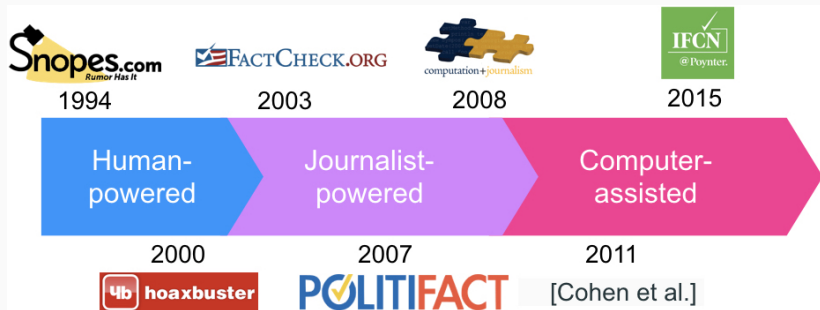 Snopes.com
Rumor Has It
FACTCHECK.ORG
computation+journalism
IFCN
@Poynter.
1994
2003
2008
2015
Human-
powered
Journalist-
powered
Computer-
assisted
2000
2007
2011
hb hoaxbuster
POLITIFACT
[Cohen et al.]